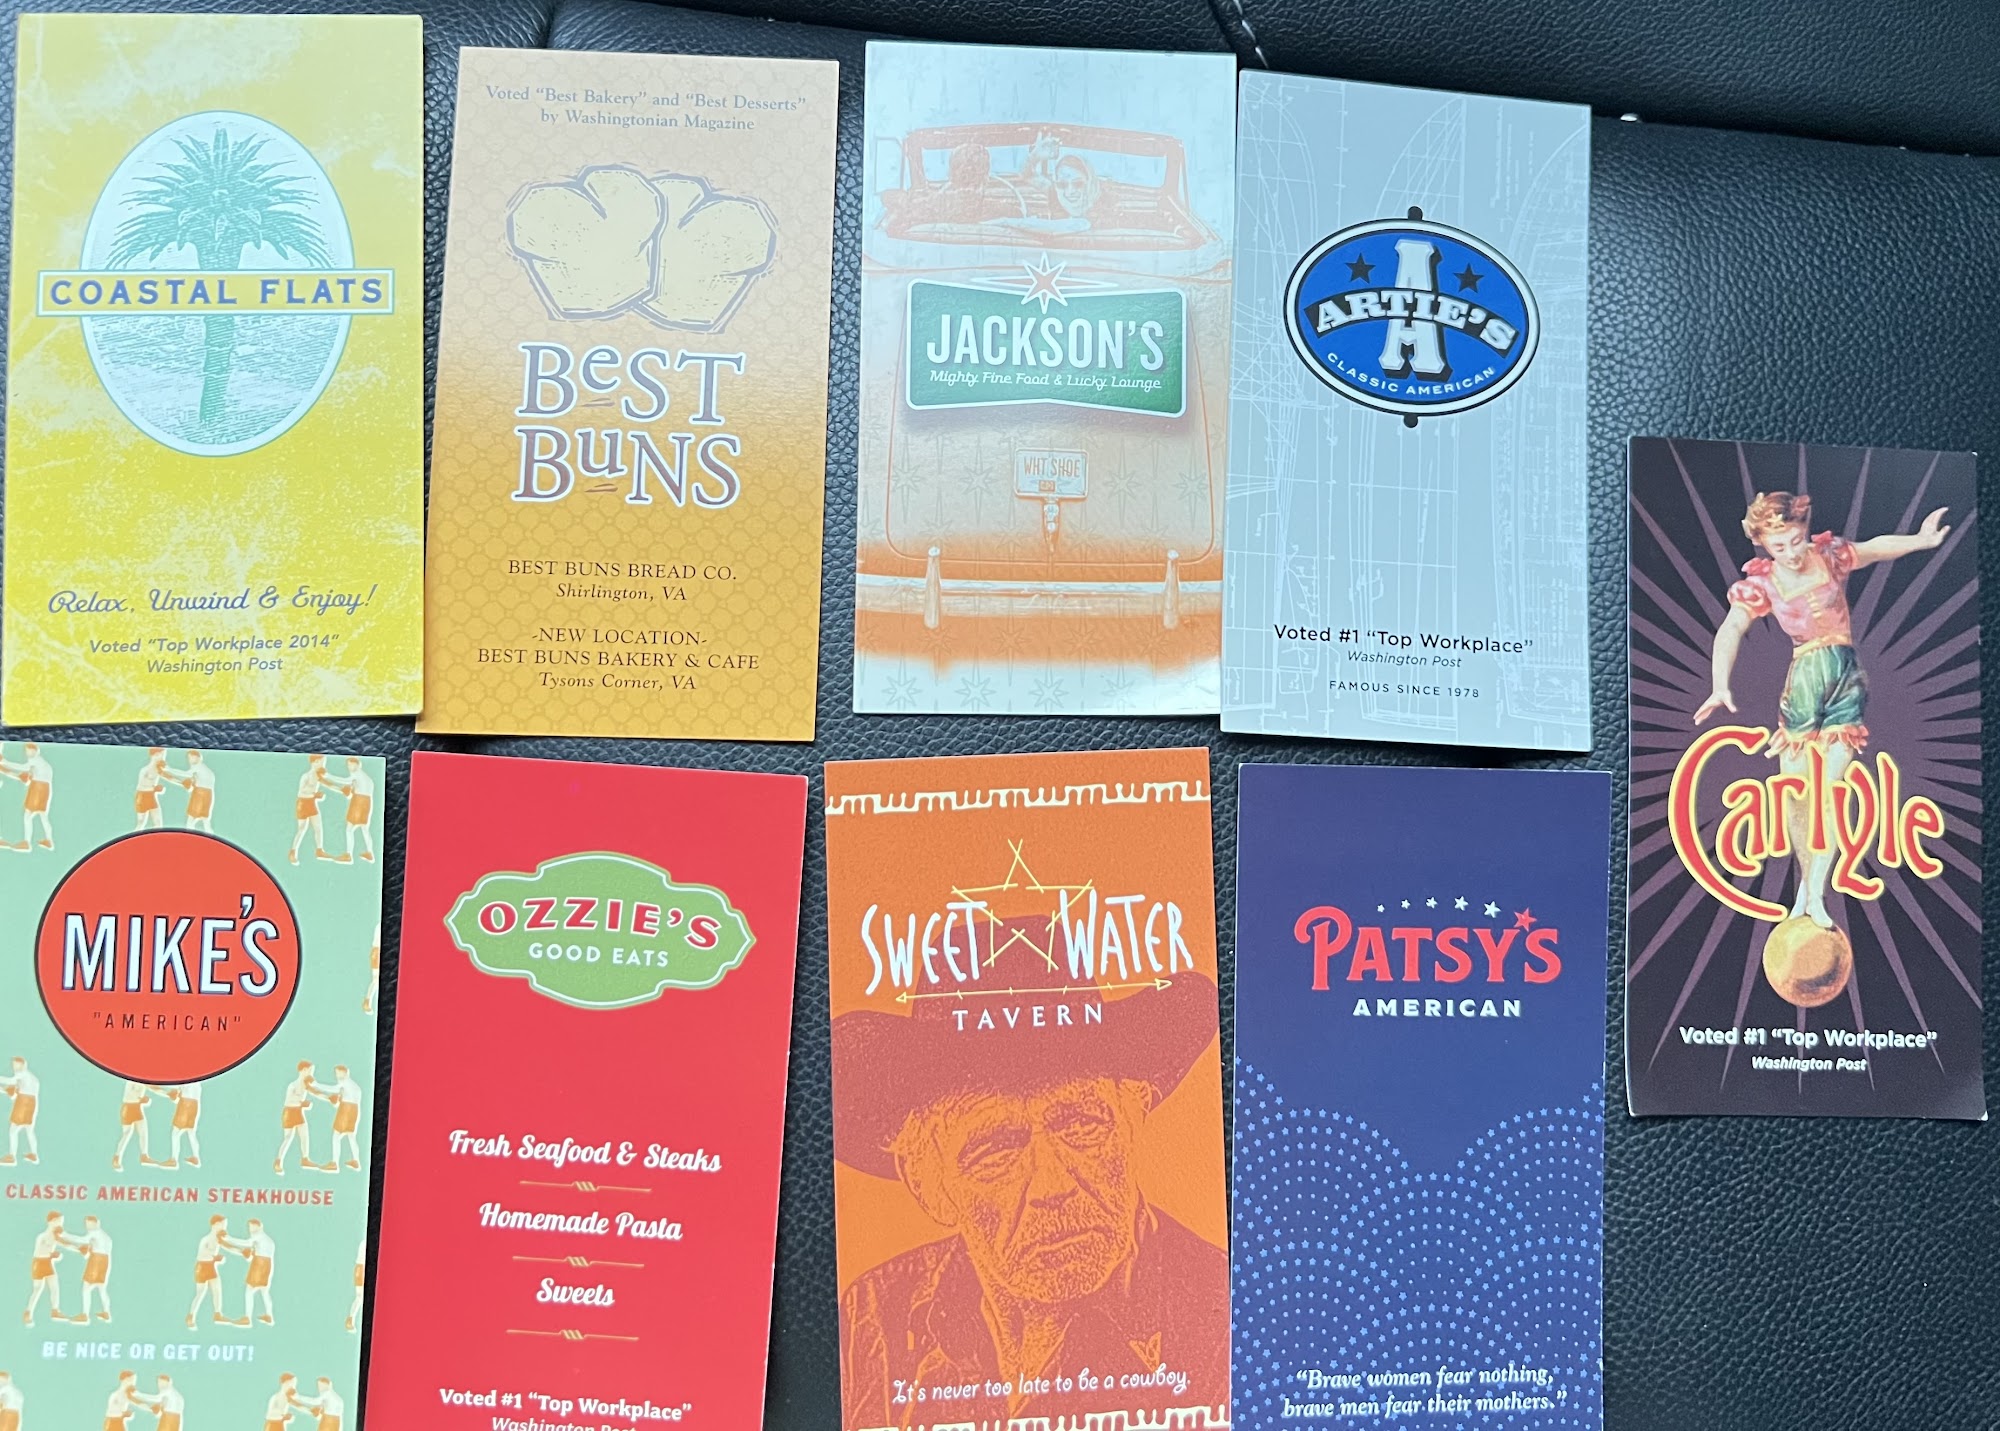 COASTAL FLATS
Relax, Unwind & Enjoy!
Voted "Top Workplace 2014"
Washington Post
Voted "Best Bakery" and "Best Desserts"
by Washingtonian Magazine
BeST
BuNS
BEST BUNS BREAD CO.
Shirlington, VA
-NEW LOCATION-
BEST BUNS BAKERY & CAFE
Tysons Corner, VA
JACKSON'S
Mighty Fine Food & Lucky Lounge
WHT SHOE
A
ARTIE'S
CLASSIC AMERICAN
Voted #1 "Top Workplace"
Washington Post
FAMOUS SINCE 1978
Carlyle
Voted #1 "Top Workplace"
Washington Post
MIKE'S
"AMERICAN"
CLASSIC AMERICAN STEAKHOUSE
BE NICE OR GET OUT!
OZZIE'S
GOOD EATS
Fresh Seafood & Steaks
Homemade Pasta
Sweets
Voted #1 "Top Workplace"
Washington Post
SWEET WATER
TAVERN
It's never too late to be a cowboy.
PATSY'S
AMERICAN
"Brave women fear nothing,
brave men fear their mothers."